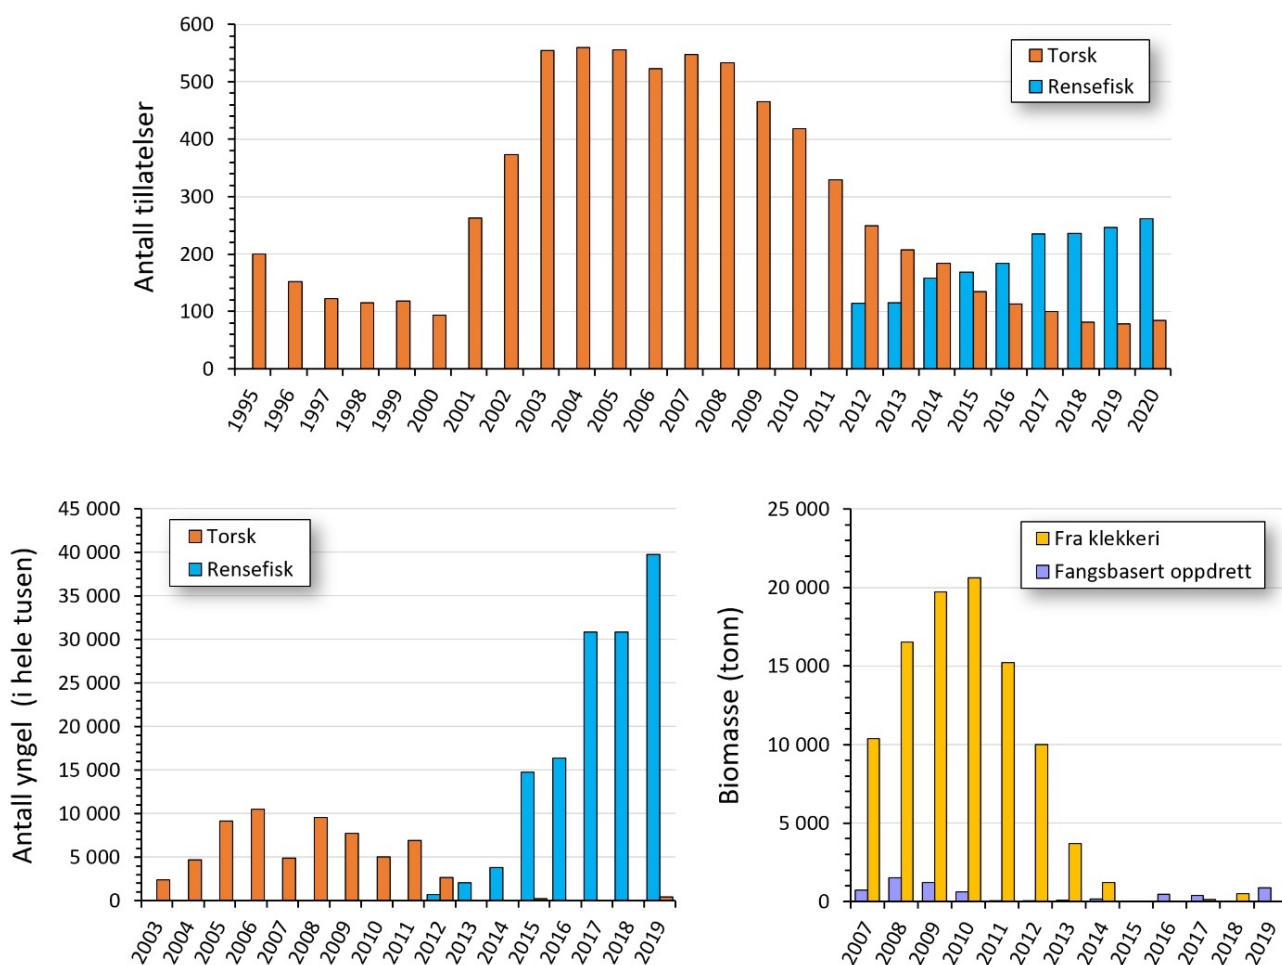 600
500
400
300
200
100
0
Antall tillatelser
Torsk
Rensefisk
1995 1996 1997 1998 1999 2000 2001 2002 2003 2004 2005 2006 2007 2008 2009 2010 2011 2012 2013 2014 2015 2016 2017 2018 2019 2020
45 000
40 000
35 000
30 000
25 000
20 000
15 000
10 000
5 000
0
Antall yngel (i hele tusen)
Torsk
Rensefisk
2003 2004 2005 2006 2007 2008 2009 2010 2011 2012 2013 2014 2015 2016 2017 2018 2019
25 000
20 000
15 000
10 000
5 000
0
Biomasse (tonn)
Fra klekkeri
Fangsbasert oppdrett
2007 2008 2009 2010 2011 2012 2013 2014 2015 2016 2017 2018 2019